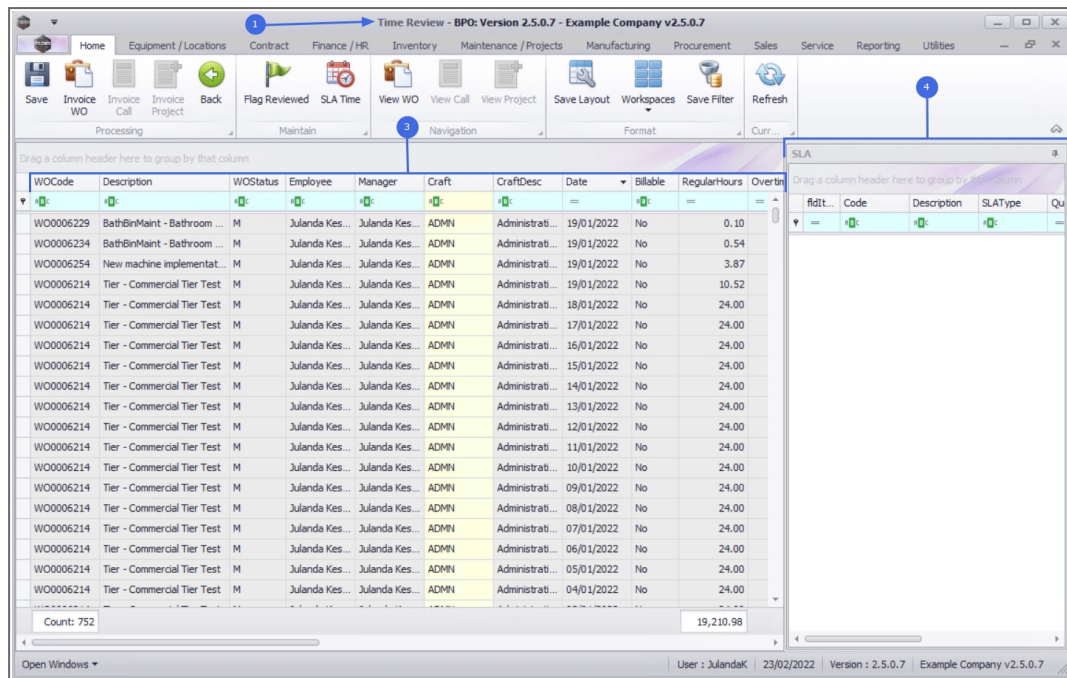 1
Time Review - BPO: Version 2.5.0.7 - Example Company v2.5.0.7
Home Equipment / Locations Contract Finance / HR Inventory Maintenance / Projects Manufacturing Procurement Sales Service Reporting Utilities
4
Save Invoice WO Invoice Call Invoice Project Back Flag Reviewed SLA Time View WO View Call View Project Save Layout Workspaces Save Filter Refresh
Processing Maintain Navigation Format Curr...
3
Drag a column header here to group by that column
WOCode Description WOStatus Employee Manager Craft CraftDesc Date Billable RegularHours Overtim
WO0006229 BathBinMaint - Bathroom ... M Julanda Kes... Julanda Kes... ADMN Administrati... 19/01/2022 No 0.10
WO0006234 BathBinMaint - Bathroom ... M Julanda Kes... Julanda Kes... ADMN Administrati... 19/01/2022 No 0.54
WO0006254 New machine implementat... M Julanda Kes... Julanda Kes... ADMN Administrati... 19/01/2022 No 3.87
WO0006214 Tier - Commercial Tier Test M Julanda Kes... Julanda Kes... ADMN Administrati... 19/01/2022 No 10.52
WO0006214 Tier - Commercial Tier Test M Julanda Kes... Julanda Kes... ADMN Administrati... 18/01/2022 No 24.00
WO0006214 Tier - Commercial Tier Test M Julanda Kes... Julanda Kes... ADMN Administrati... 17/01/2022 No 24.00
WO0006214 Tier - Commercial Tier Test M Julanda Kes... Julanda Kes... ADMN Administrati... 16/01/2022 No 24.00
WO0006214 Tier - Commercial Tier Test M Julanda Kes... Julanda Kes... ADMN Administrati... 15/01/2022 No 24.00
WO0006214 Tier - Commercial Tier Test M Julanda Kes... Julanda Kes... ADMN Administrati... 14/01/2022 No 24.00
WO0006214 Tier - Commercial Tier Test M Julanda Kes... Julanda Kes... ADMN Administrati... 13/01/2022 No 24.00
WO0006214 Tier - Commercial Tier Test M Julanda Kes... Julanda Kes... ADMN Administrati... 12/01/2022 No 24.00
WO0006214 Tier - Commercial Tier Test M Julanda Kes... Julanda Kes... ADMN Administrati... 11/01/2022 No 24.00
WO0006214 Tier - Commercial Tier Test M Julanda Kes... Julanda Kes... ADMN Administrati... 10/01/2022 No 24.00
WO0006214 Tier - Commercial Tier Test M Julanda Kes... Julanda Kes... ADMN Administrati... 09/01/2022 No 24.00
WO0006214 Tier - Commercial Tier Test M Julanda Kes... Julanda Kes... ADMN Administrati... 08/01/2022 No 24.00
WO0006214 Tier - Commercial Tier Test M Julanda Kes... Julanda Kes... ADMN Administrati... 07/01/2022 No 24.00
WO0006214 Tier - Commercial Tier Test M Julanda Kes... Julanda Kes... ADMN Administrati... 06/01/2022 No 24.00
WO0006214 Tier - Commercial Tier Test M Julanda Kes... Julanda Kes... ADMN Administrati... 05/01/2022 No 24.00
WO0006214 Tier - Commercial Tier Test M Julanda Kes... Julanda Kes... ADMN Administrati... 04/01/2022 No 24.00
Count: 752 19,210.98
SLA
Drag a column header here to group by that column
fldIt... Code Description SLAType Qu
Open Windows User : JulandaK 23/02/2022 Version : 2.5.0.7 Example Company v2.5.0.7